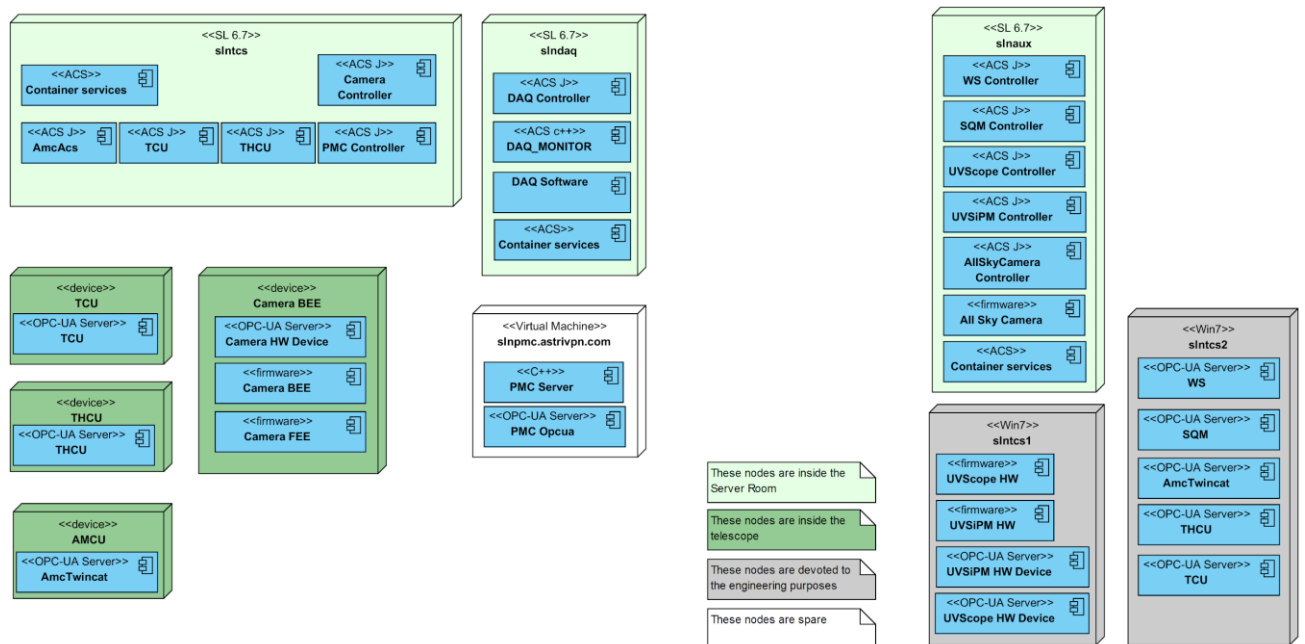 <<SL 6.7>>
slntcs
<<ACS>>
Container services
<<ACS J>>
Camera
Controller
<<ACS J>>
AmcAcs
<<ACS J>>
TCU
<<ACS J>>
THCU
<<ACS J>>
PMC Controller
<<SL 6.7>>
slndaq
<<ACS J>>
DAQ Controller
<<ACS c++>>
DAQ_MONITOR
DAQ Software
<<ACS>>
Container services
<<SL 6.7>>
slnaux
<<ACS J>>
WS Controller
<<ACS J>>
SQM Controller
<<ACS J>>
UVScope Controller
<<ACS J>>
UVSiPM Controller
<<ACS J>>
AllSkyCamera
Controller
<<firmware>>
All Sky Camera
<<ACS>>
Container services
<<device>>
TCU
<<OPC-UA Server>>
TCU
<<device>>
THCU
<<OPC-UA Server>>
THCU
<<device>>
AMCU
<<OPC-UA Server>>
AmcTwincat
<<device>>
Camera BEE
<<OPC-UA Server>>
Camera HW Device
<<firmware>>
Camera BEE
<<firmware>>
Camera FEE
<<Virtual Machine>>
slnpmc.astrivpn.com
<<C++>>
PMC Server
<<OPC-UA Server>>
PMC Opcua
These nodes are inside the
Server Room
These nodes are inside the
telescope
These nodes are devoted to
the engineering purposes
These nodes are spare
<<Win7>>
slntcs1
<<firmware>>
UVScope HW
<<firmware>>
UVSiPM HW
<<OPC-UA Server>>
UVSiPM HW Device
<<OPC-UA Server>>
UVScope HW Device
<<Win7>>
slntcs2
<<OPC-UA Server>>
WS
<<OPC-UA Server>>
SQM
<<OPC-UA Server>>
AmcTwincat
<<OPC-UA Server>>
THCU
<<OPC-UA Server>>
TCU